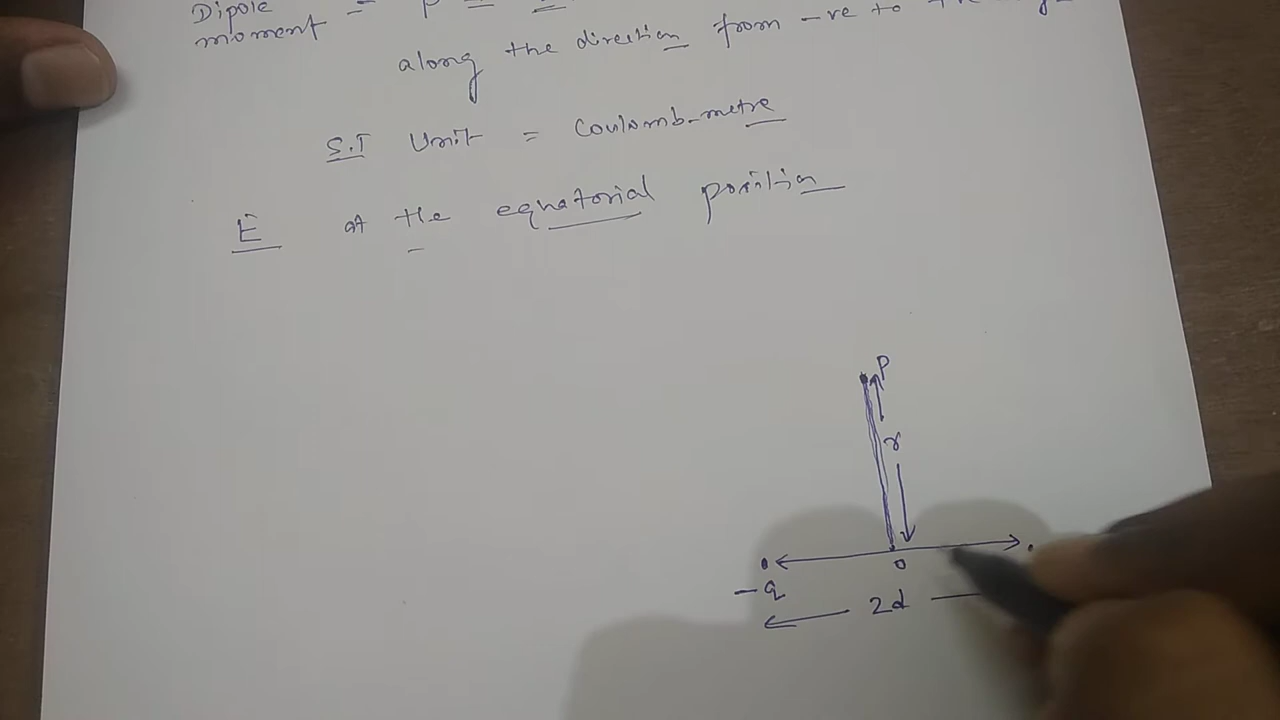 Dipole moment = P =
along the direction from -ve to
S.I Unit = Coulomb-metre
E at the equatorial position
P
r
O
-q
2d